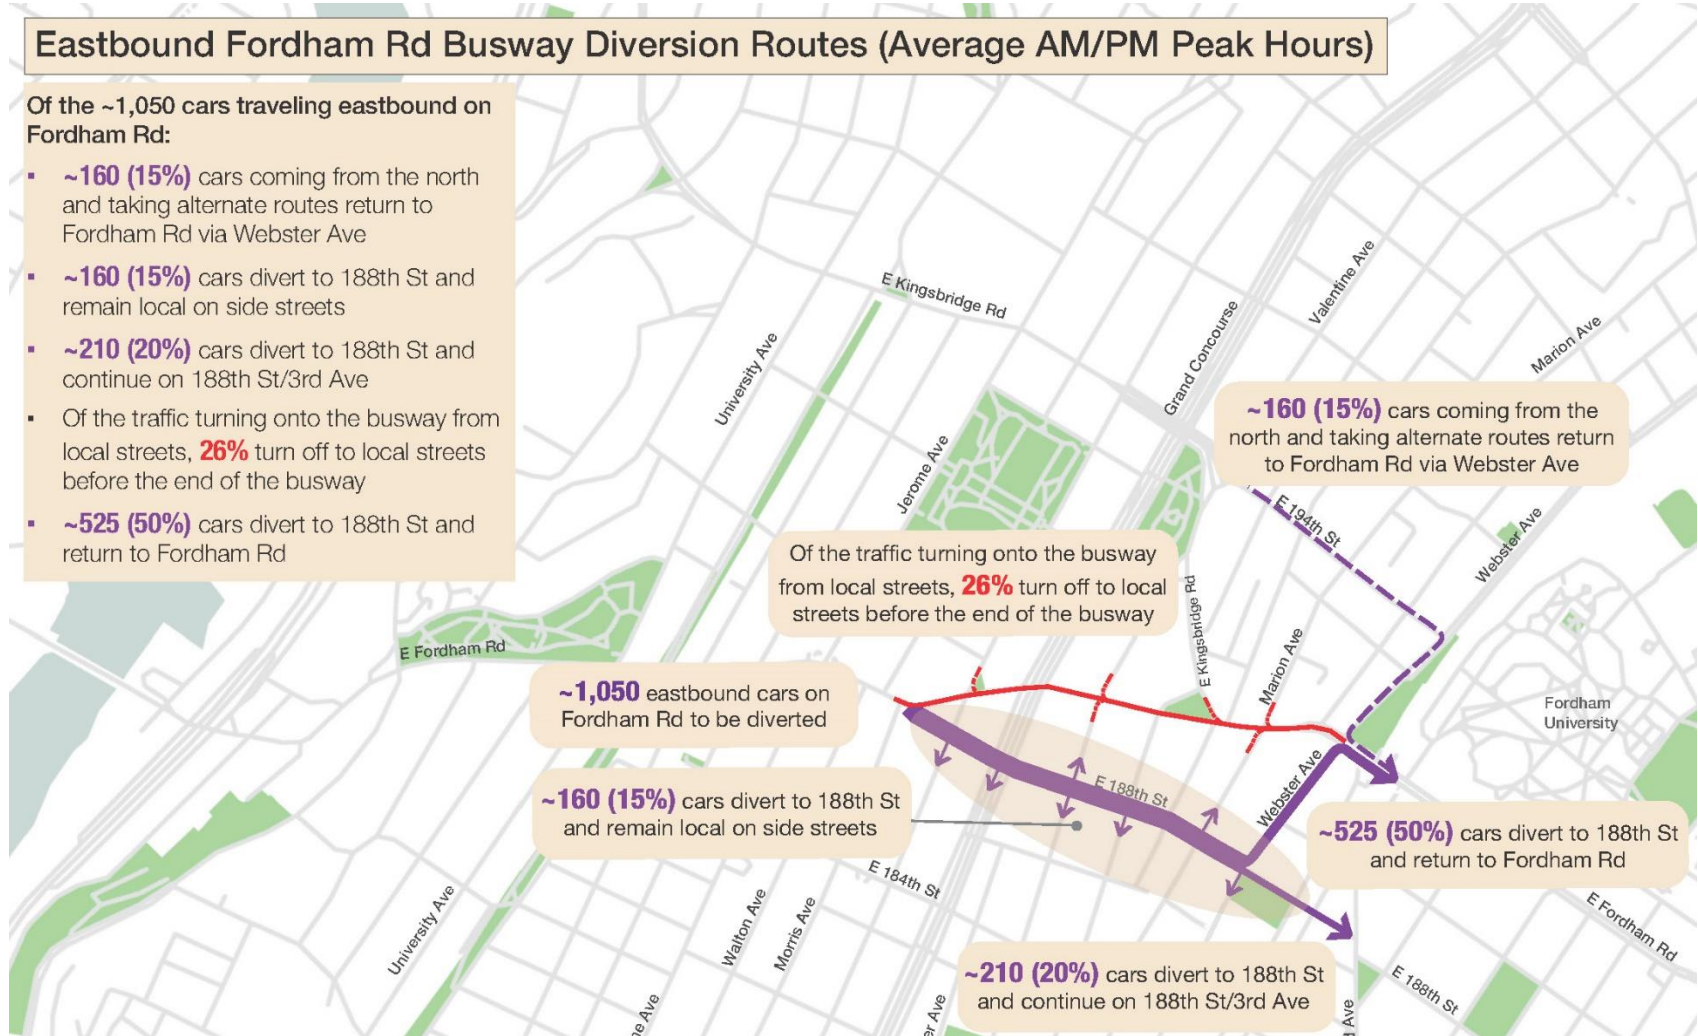 Eastbound Fordham Rd Busway Diversion Routes (Average AM/PM Peak Hours)
Of the ~1,050 cars traveling eastbound on
Fordham Rd:
▪ ~160 (15%) cars coming from the north
and taking alternate routes return to
Fordham Rd via Webster Ave
▪ ~160 (15%) cars divert to 188th St and
remain local on side streets
▪ ~210 (20%) cars divert to 188th St and
continue on 188th St/3rd Ave
▪ Of the traffic turning onto the busway from
local streets, 26% turn off to local streets
before the end of the busway
▪ ~525 (50%) cars divert to 188th St and
return to Fordham Rd
E Kingsbridge Rd
University Ave
Grand Concourse
Valentine Ave
Marion Ave
~160 (15%) cars coming from the
north and taking alternate routes return
to Fordham Rd via Webster Ave
Jerome Ave
E 194th St
Webster Ave
Of the traffic turning onto the busway
from local streets, 26% turn off to local
streets before the end of the busway
E Kingsbridge Rd
Marion Ave
E Fordham Rd
~1,050 eastbound cars on
Fordham Rd to be diverted
Fordham
University
~160 (15%) cars divert to 188th St
and remain local on side streets
E 188th St
Webster Ave
~525 (50%) cars divert to 188th St
and return to Fordham Rd
E 184th St
University Ave
Walton Ave
Morris Ave
E Fordham Rd
~210 (20%) cars divert to 188th St
and continue on 188th St/3rd Ave
E 188th St
ne Ave
er Ave
d Ave